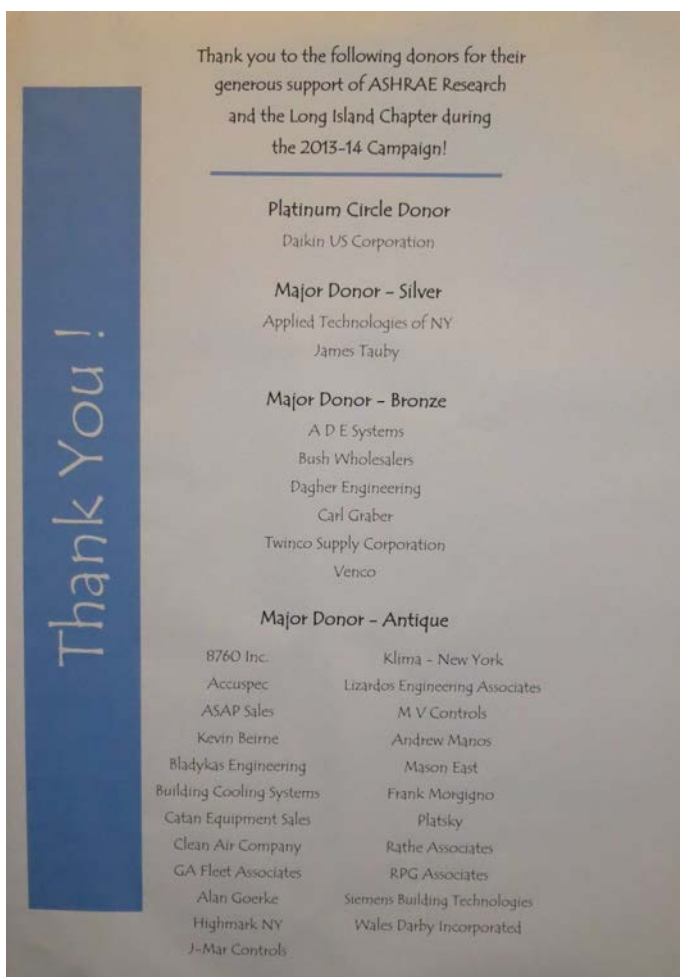 Thank you to the following donors for their
generous support of ASHRAE Research
and the Long Island Chapter during
the 2013-14 Campaign!
Thank You !
Platinum Circle Donor
Daikin US Corporation
Major Donor – Silver
Applied Technologies of NY
James Tauby
Major Donor – Bronze
A D E Systems
Bush Wholesalers
Dagher Engineering
Carl Graber
Twinco Supply Corporation
Venco
Major Donor – Antique
8760 Inc.
Accuspec
ASAP Sales
Kevin Beirne
Bladykas Engineering
Building Cooling Systems
Catan Equipment Sales
Clean Air Company
GA Fleet Associates
Alan Goerke
Highmark NY
J-Mar Controls
Klima – New York
Lizardos Engineering Associates
M V Controls
Andrew Manos
Mason East
Frank Morgigno
Platsky
Rathe Associates
RPG Associates
Siemens Building Technologies
Wales Darby Incorporated